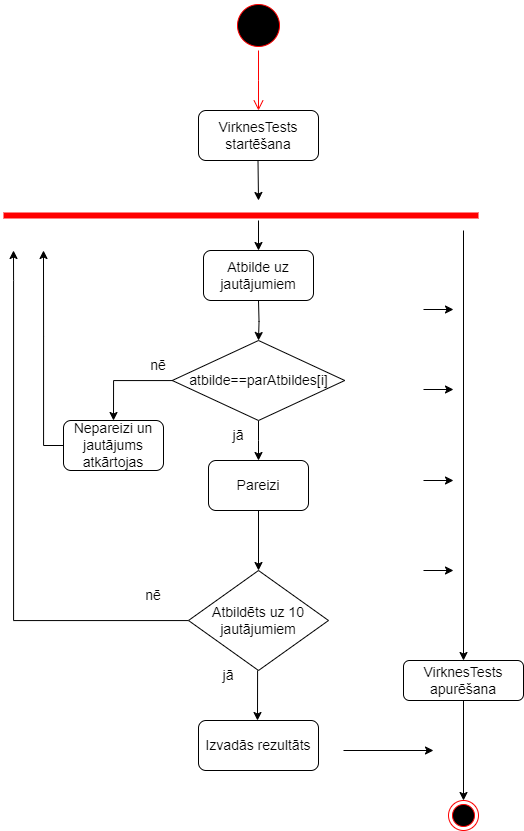 VirknesTests
startēšana
Atbilde uz
jautājumiem
nē
atbilde==parAtbildes[i]
Nepareizi un
jautājums
atkārtojas
jā
Pareizi
nē
Atbildēts uz 10
jautājumiem
jā
VirknesTests
apurēšana
Izvadās rezultāts